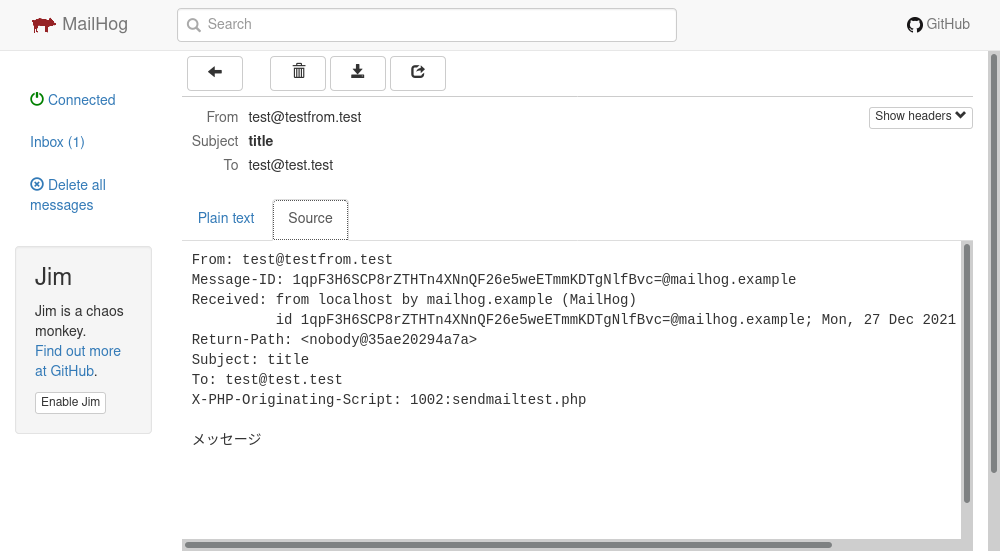 MailHog
Search
GitHub
Connected
Inbox (1)
Delete all
messages
Jim
Jim is a chaos
monkey.
Find out more
at GitHub.
Enable Jim
From test@testfrom.test
Show headers
Subject title
To test@test.test
Plain text Source
From: test@testfrom.test
Message-ID: 1qpF3H6SCP8rZTHTn4XNnQF26e5weETmmKDTgNlfBvc=@mailhog.example
Received: from localhost by mailhog.example (MailHog)
id 1qpF3H6SCP8rZTHTn4XNnQF26e5weETmmKDTgNlfBvc=@mailhog.example; Mon, 27 Dec 2021
Return-Path: <nobody@35ae20294a7a>
Subject: title
To: test@test.test
X-PHP-Originating-Script: 1002:sendmailtest.php
メッセージ